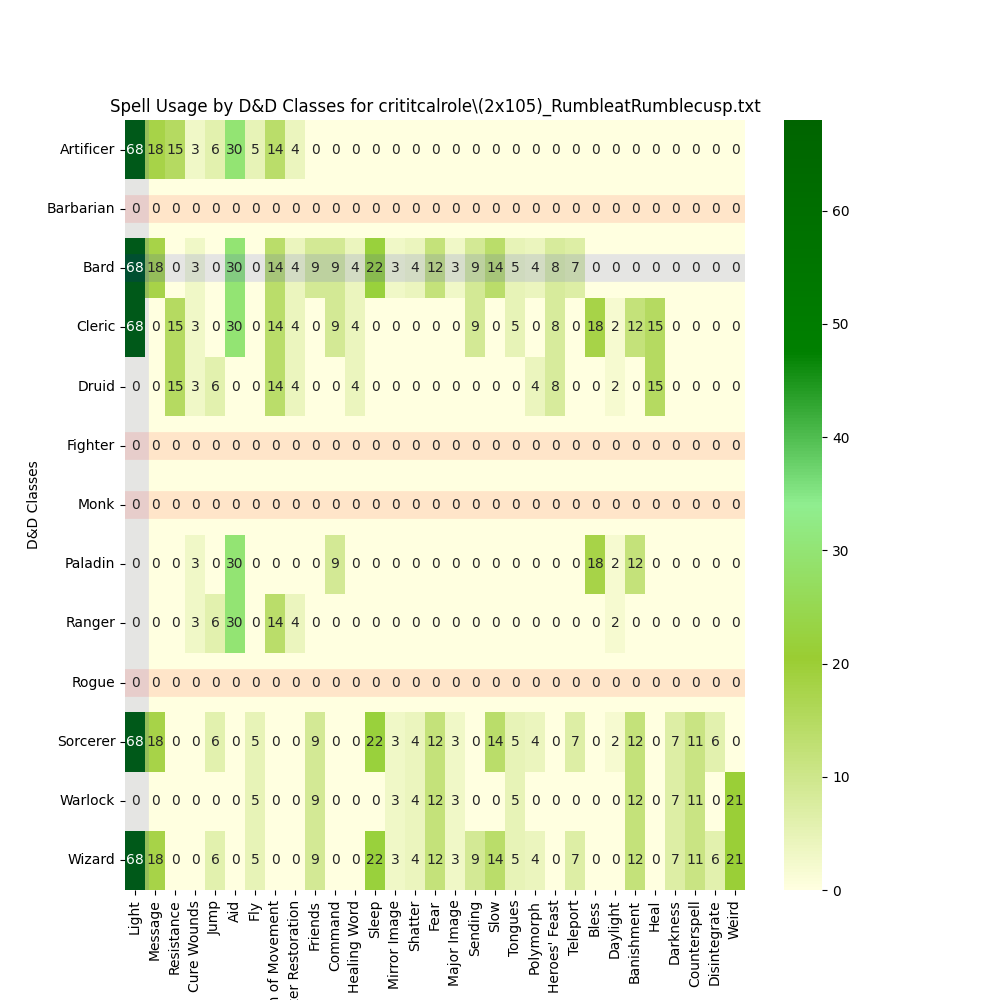 Spell Usage by D&D Classes for crititcalrole\(2x105)_RumbleatRumblecusp.txt
D&D Classes
Artificer 68 18 15 3 6 30 5 14 4 0 0 0 0 0 0 0 0 0 0 0 0 0 0 0 0 0 0 0 0 0 0
Barbarian 0 0 0 0 0 0 0 0 0 0 0 0 0 0 0 0 0 0 0 0 0 0 0 0 0 0 0 0 0 0 0
Bard 68 18 0 3 0 30 0 14 4 9 9 4 22 3 4 12 3 9 14 5 4 8 7 0 0 0 0 0 0 0 0
Cleric 68 0 15 3 0 30 0 14 4 0 9 4 0 0 0 0 0 9 0 5 0 8 0 18 2 12 15 0 0 0 0
Druid 0 0 15 3 6 0 0 14 4 0 0 4 0 0 0 0 0 0 0 0 4 8 0 0 2 0 15 0 0 0 0
Fighter 0 0 0 0 0 0 0 0 0 0 0 0 0 0 0 0 0 0 0 0 0 0 0 0 0 0 0 0 0 0 0
Monk 0 0 0 0 0 0 0 0 0 0 0 0 0 0 0 0 0 0 0 0 0 0 0 0 0 0 0 0 0 0 0
Paladin 0 0 0 3 0 30 0 0 0 0 9 0 0 0 0 0 0 0 0 0 0 0 0 18 2 12 0 0 0 0 0
Ranger 0 0 0 3 6 30 0 14 4 0 0 0 0 0 0 0 0 0 0 0 0 0 0 0 2 0 0 0 0 0 0
Rogue 0 0 0 0 0 0 0 0 0 0 0 0 0 0 0 0 0 0 0 0 0 0 0 0 0 0 0 0 0 0 0
Sorcerer 68 18 0 0 6 0 5 0 0 9 0 0 22 3 4 12 3 0 14 5 4 0 7 0 2 12 0 7 11 6 0
Warlock 0 0 0 0 0 0 5 0 0 9 0 0 0 3 4 12 3 0 0 5 0 0 0 0 0 12 0 7 11 0 21
Wizard 68 18 0 0 6 0 5 0 0 9 0 0 22 3 4 12 3 9 14 5 4 0 7 0 0 12 0 7 11 6 21
Light
Message
Resistance
Cure Wounds
Jump
Aid
Fly
of Movement
er Restoration
Friends
Command
Healing Word
Sleep
Mirror Image
Shatter
Fear
Major Image
Sending
Slow
Tongues
Polymorph
Heroes' Feast
Teleport
Bless
Daylight
Banishment
Heal
Darkness
Counterspell
Disintegrate
Weird
60
50
40
30
20
10
0